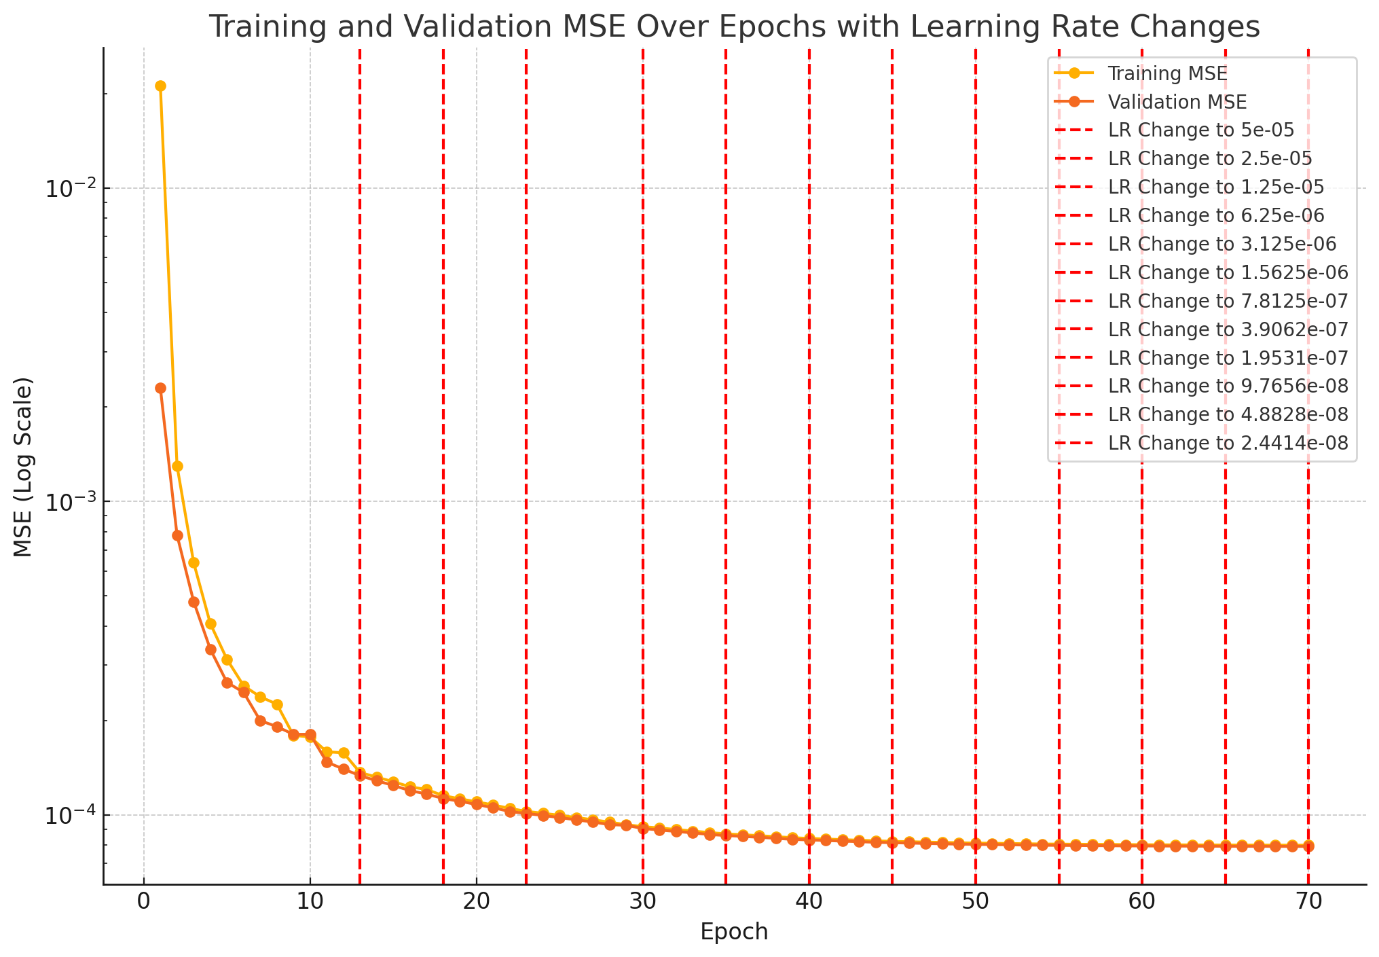 Training and Validation MSE Over Epochs with Learning Rate Changes
Training MSE
Validation MSE
LR Change to 5e-05
LR Change to 2.5e-05
LR Change to 1.25e-05
LR Change to 6.25e-06
LR Change to 3.125e-06
LR Change to 1.5625e-06
LR Change to 7.8125e-07
LR Change to 3.9062e-07
LR Change to 1.9531e-07
LR Change to 9.7656e-08
LR Change to 4.8828e-08
LR Change to 2.4414e-08
MSE (Log Scale)
10⁻²
10⁻³
10⁻⁴
0 10 20 30 40 50 60 70
Epoch